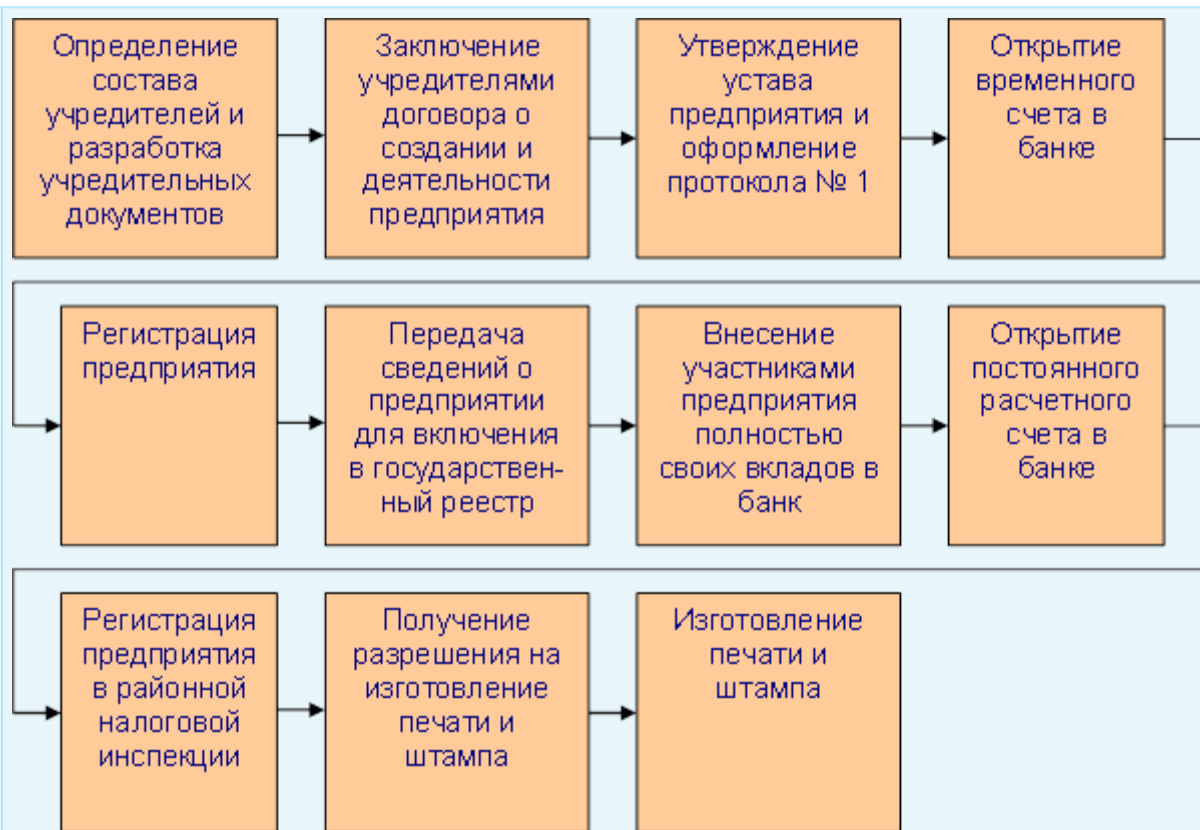 Определение
состава
учредителей и
разработка
учредительных
документов
Заключение
учредителями
договора о
создании и
деятельности
предприятия
Утверждение
устава
предприятия и
оформление
протокола № 1
Открытие
временного
счета в
банке
Регистрация
предприятия
Передача
сведений о
предприятии
для включения
в государствен-
ный реестр
Внесение
участниками
предприятия
полностью
своих вкладов в
банк
Открытие
постоянного
расчетного
счета в
банке
Регистрация
предприятия
в районной
налоговой
инспекции
Получение
разрешения на
изготовление
печати и
штампа
Изготовление
печати и
штампа